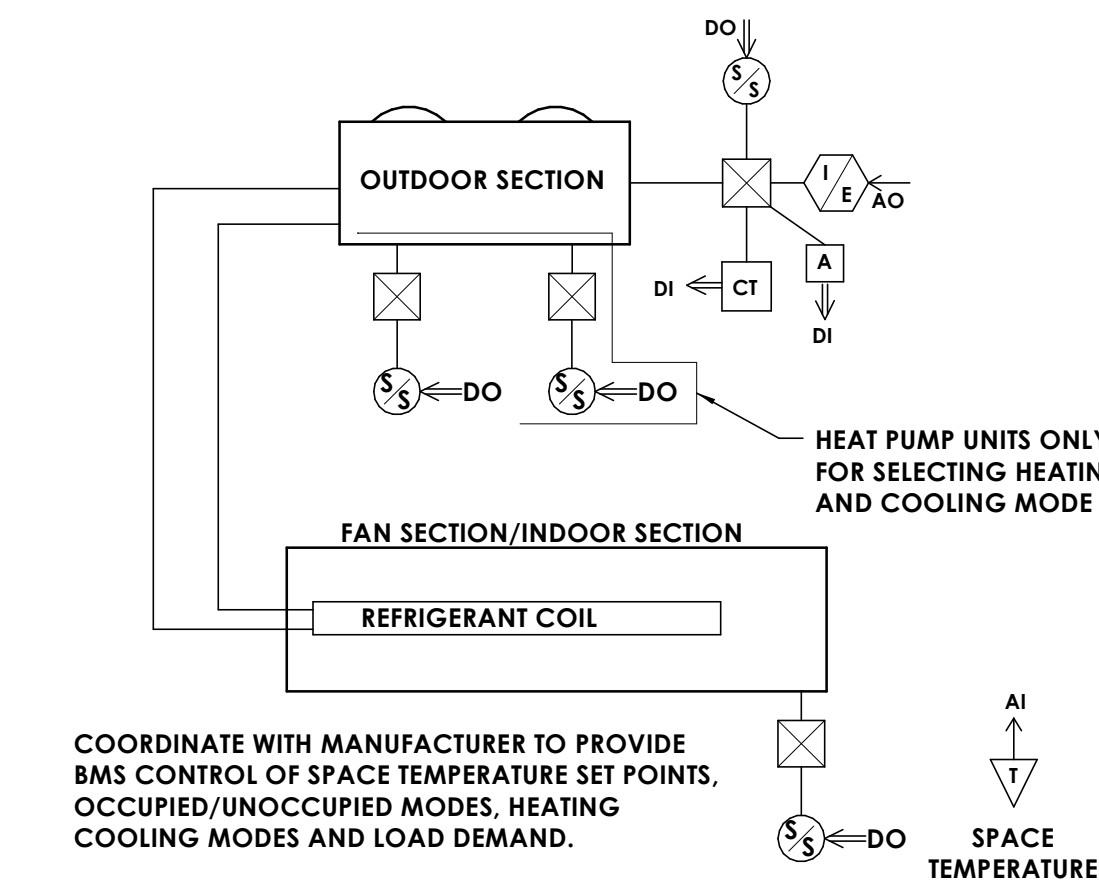 DO
S/S
OUTDOOR SECTION
I/E
AO
A
DI
CT
DI
S/S
DO
S/S
DO
HEAT PUMP UNITS ONLY
FOR SELECTING HEATIN
AND COOLING MODE
FAN SECTION/INDOOR SECTION
REFRIGERANT COIL
COORDINATE WITH MANUFACTURER TO PROVIDE
BMS CONTROL OF SPACE TEMPERATURE SET POINTS,
OCCUPIED/UNOCCUPIED MODES, HEATING
COOLING MODES AND LOAD DEMAND.
S/S
DO
AI
T
SPACE
TEMPERATURE